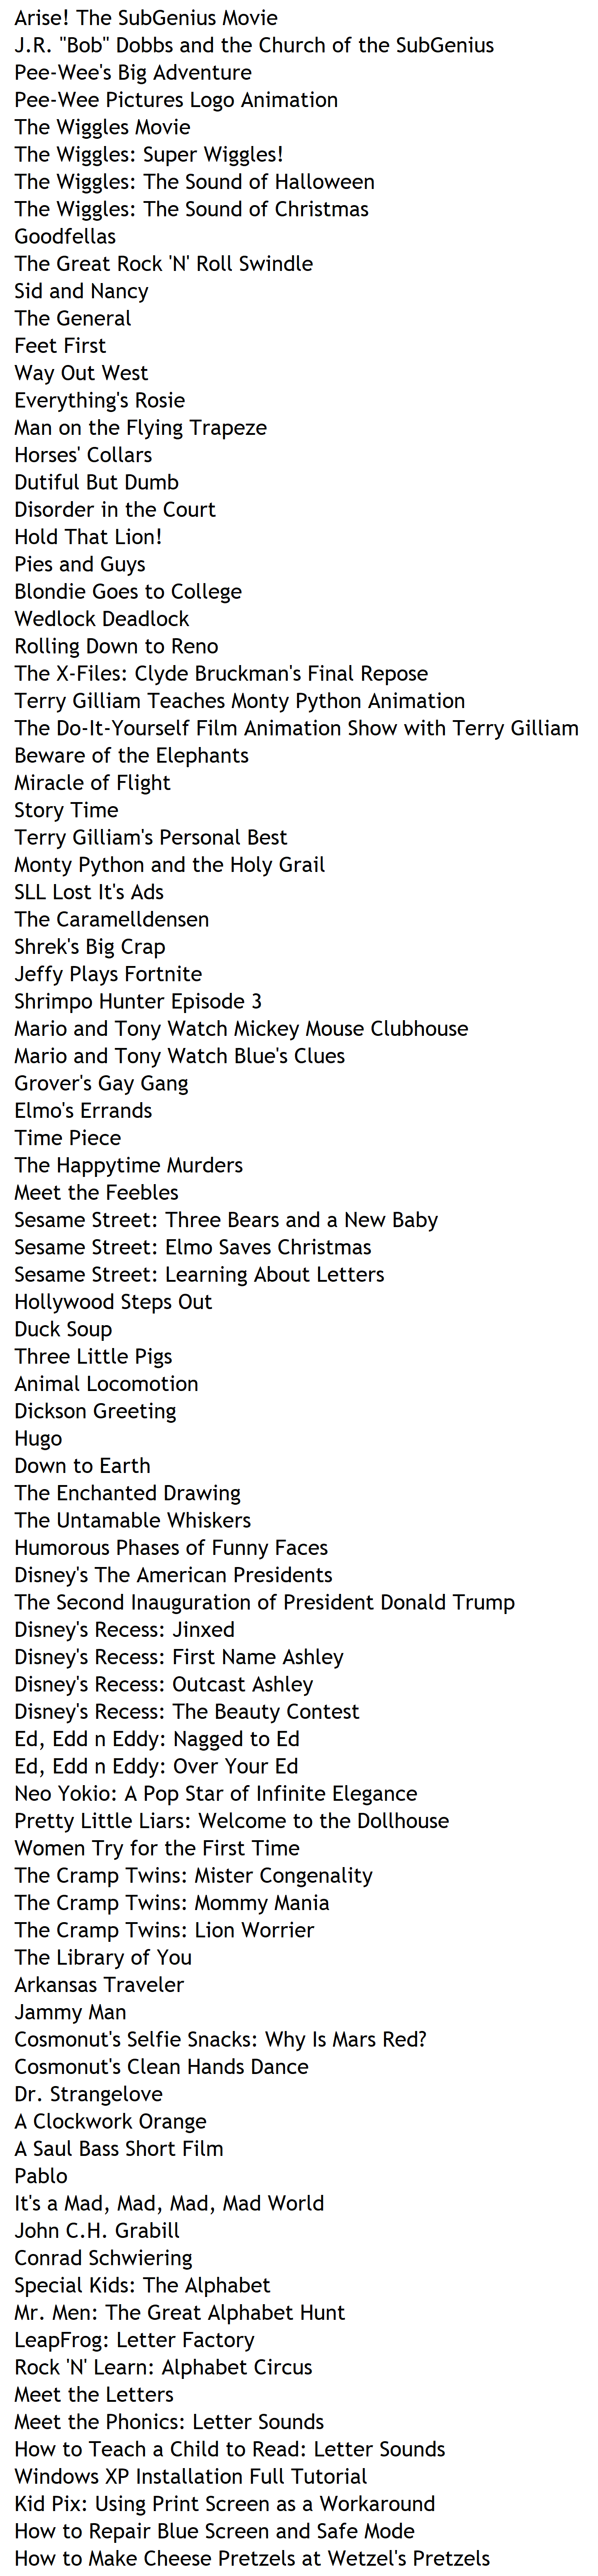 Arise! The SubGenius Movie
J.R. "Bob" Dobbs and the Church of the SubGenius
Pee-Wee's Big Adventure
Pee-Wee Pictures Logo Animation
The Wiggles Movie
The Wiggles: Super Wiggles!
The Wiggles: The Sound of Halloween
The Wiggles: The Sound of Christmas
Goodfellas
The Great Rock 'N' Roll Swindle
Sid and Nancy
The General
Feet First
Way Out West
Everything's Rosie
Man on the Flying Trapeze
Horses' Collars
Dutiful But Dumb
Disorder in the Court
Hold That Lion!
Pies and Guys
Blondie Goes to College
Wedlock Deadlock
Rolling Down to Reno
The X-Files: Clyde Bruckman's Final Repose
Terry Gilliam Teaches Monty Python Animation
The Do-It-Yourself Film Animation Show with Terry Gilliam
Beware of the Elephants
Miracle of Flight
Story Time
Terry Gilliam's Personal Best
Monty Python and the Holy Grail
SLL Lost It's Ads
The Caramelldensen
Shrek's Big Crap
Jeffy Plays Fortnite
Shrimpo Hunter Episode 3
Mario and Tony Watch Mickey Mouse Clubhouse
Mario and Tony Watch Blue's Clues
Grover's Gay Gang
Elmo's Errands
Time Piece
The Happytime Murders
Meet the Feebles
Sesame Street: Three Bears and a New Baby
Sesame Street: Elmo Saves Christmas
Sesame Street: Learning About Letters
Hollywood Steps Out
Duck Soup
Three Little Pigs
Animal Locomotion
Dickson Greeting
Hugo
Down to Earth
The Enchanted Drawing
The Untamable Whiskers
Humorous Phases of Funny Faces
Disney's The American Presidents
The Second Inauguration of President Donald Trump
Disney's Recess: Jinxed
Disney's Recess: First Name Ashley
Disney's Recess: Outcast Ashley
Disney's Recess: The Beauty Contest
Ed, Edd n Eddy: Nagged to Ed
Ed, Edd n Eddy: Over Your Ed
Neo Yokio: A Pop Star of Infinite Elegance
Pretty Little Liars: Welcome to the Dollhouse
Women Try for the First Time
The Cramp Twins: Mister Congenality
The Cramp Twins: Mommy Mania
The Cramp Twins: Lion Worrier
The Library of You
Arkansas Traveler
Jammy Man
Cosmonut's Selfie Snacks: Why Is Mars Red?
Cosmonut's Clean Hands Dance
Dr. Strangelove
A Clockwork Orange
A Saul Bass Short Film
Pablo
It's a Mad, Mad, Mad, Mad World
John C.H. Grabill
Conrad Schwiering
Special Kids: The Alphabet
Mr. Men: The Great Alphabet Hunt
LeapFrog: Letter Factory
Rock 'N' Learn: Alphabet Circus
Meet the Letters
Meet the Phonics: Letter Sounds
How to Teach a Child to Read: Letter Sounds
Windows XP Installation Full Tutorial
Kid Pix: Using Print Screen as a Workaround
How to Repair Blue Screen and Safe Mode
How to Make Cheese Pretzels at Wetzel's Pretzels